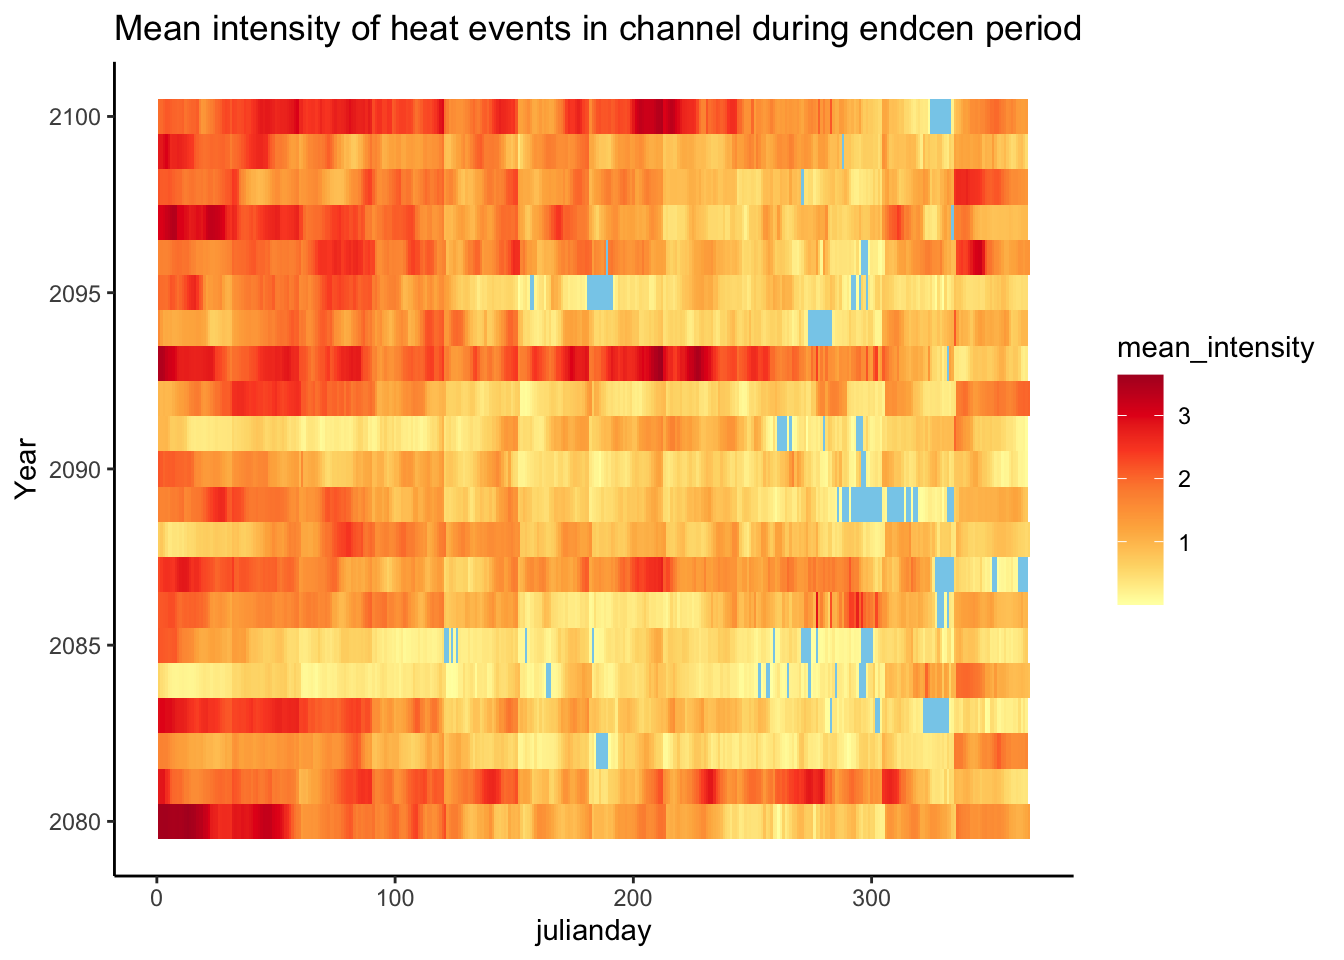 Mean intensity of heat events in channel during endcen period
2100
2095
2090
2085
2080
Year
0 100 200 300
julianday
mean_intensity
3
2
1